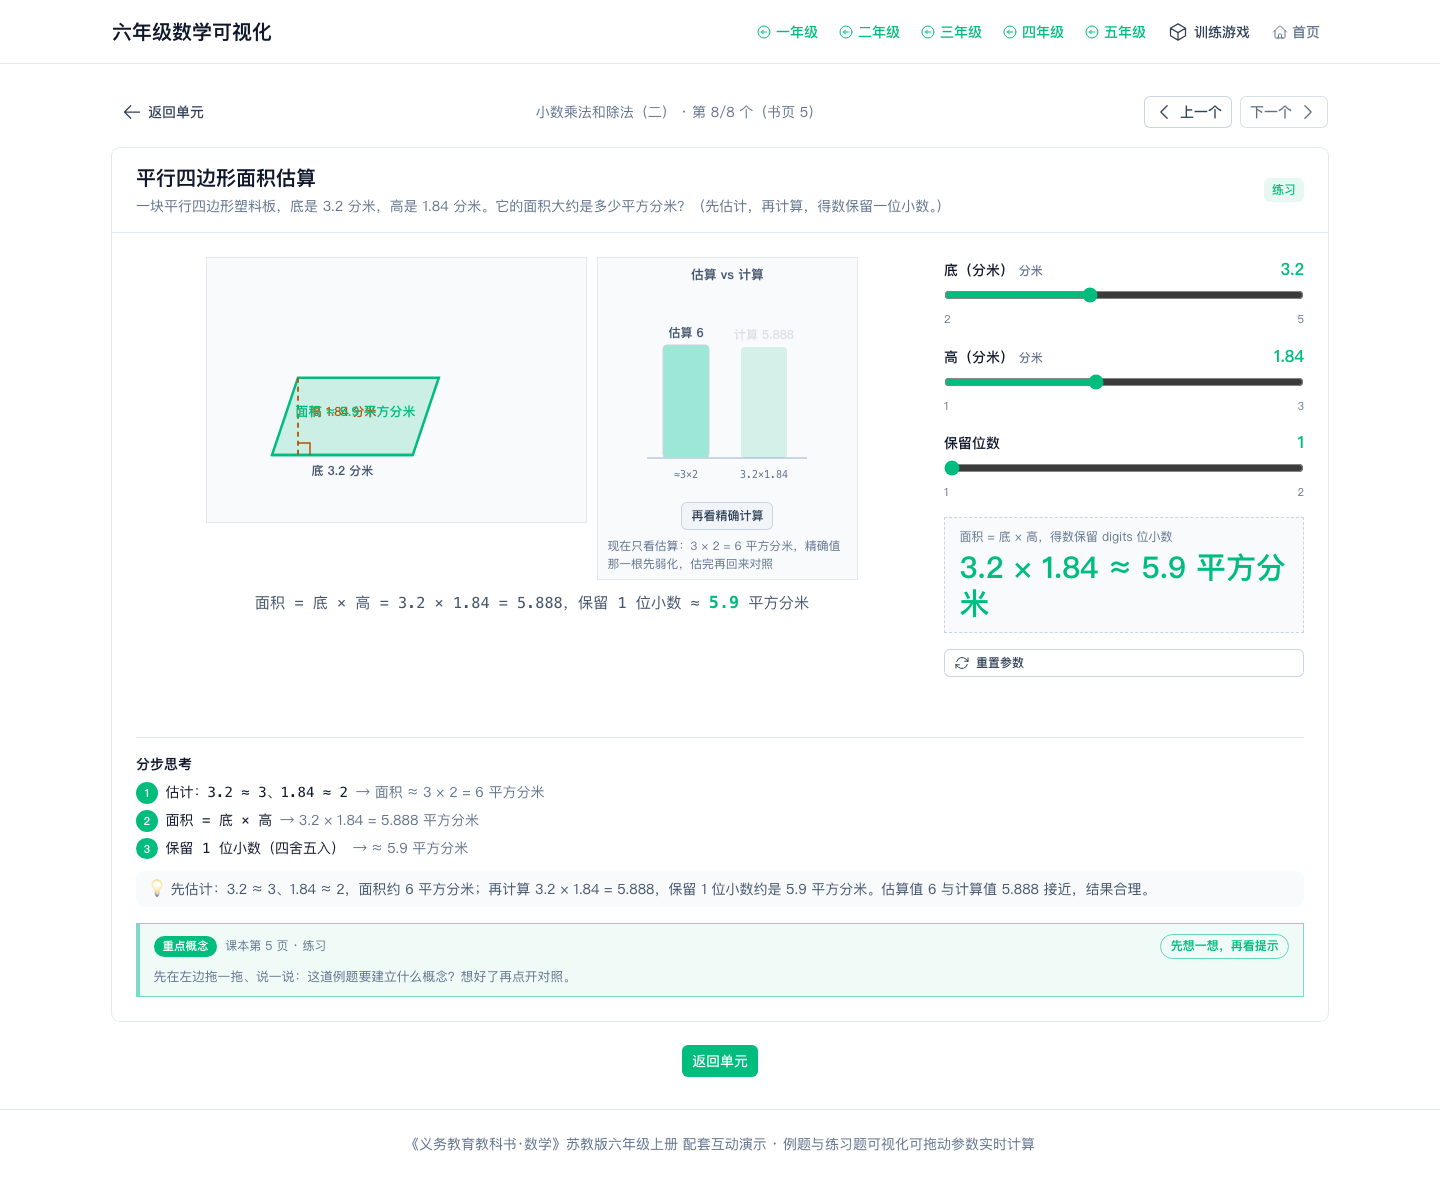 六年级数学可视化
一年级
二年级
三年级
四年级
五年级
训练游戏
首页
返回单元
小数乘法和除法（二） · 第 8/8 个（书页 5）
上一个
下一个
平行四边形面积估算
一块平行四边形塑料板，底是 3.2 分米，高是 1.84 分米。它的面积大约是多少平方分米？（先估计，再计算，得数保留一位小数。）
练习
面积 ≈ 5.9 平方分米
高 1.84 分米
底 3.2 分米
估算 vs 计算
估算 6
计算 5.888
≈3×2
3.2×1.84
再看精确计算
现在只看估算：3 × 2 = 6 平方分米，精确值
那一根先弱化，估完再回来对照
面积 = 底 × 高 = 3.2 × 1.84 = 5.888，保留 1 位小数 ≈ 5.9 平方分米
底（分米） 分米
3.2
2
5
高（分米） 分米
1.84
1
3
保留位数
1
1
2
面积 = 底 × 高，得数保留 digits 位小数
3.2 × 1.84 ≈ 5.9 平方分
米
重置参数
分步思考
1 估计：3.2 ≈ 3、1.84 ≈ 2 → 面积 ≈ 3 × 2 = 6 平方分米
2 面积 = 底 × 高 → 3.2 × 1.84 = 5.888 平方分米
3 保留 1 位小数（四舍五入） → ≈ 5.9 平方分米
先估计：3.2 ≈ 3、1.84 ≈ 2，面积约 6 平方分米；再计算 3.2 × 1.84 = 5.888，保留 1 位小数约是 5.9 平方分米。估算值 6 与计算值 5.888 接近，结果合理。
重点概念
课本第 5 页 · 练习
先想一想，再看提示
先在左边拖一拖、说一说：这道例题要建立什么概念？想好了再点开对照。
返回单元
《义务教育教科书·数学》苏教版六年级上册 配套互动演示 · 例题与练习题可视化可拖动参数实时计算